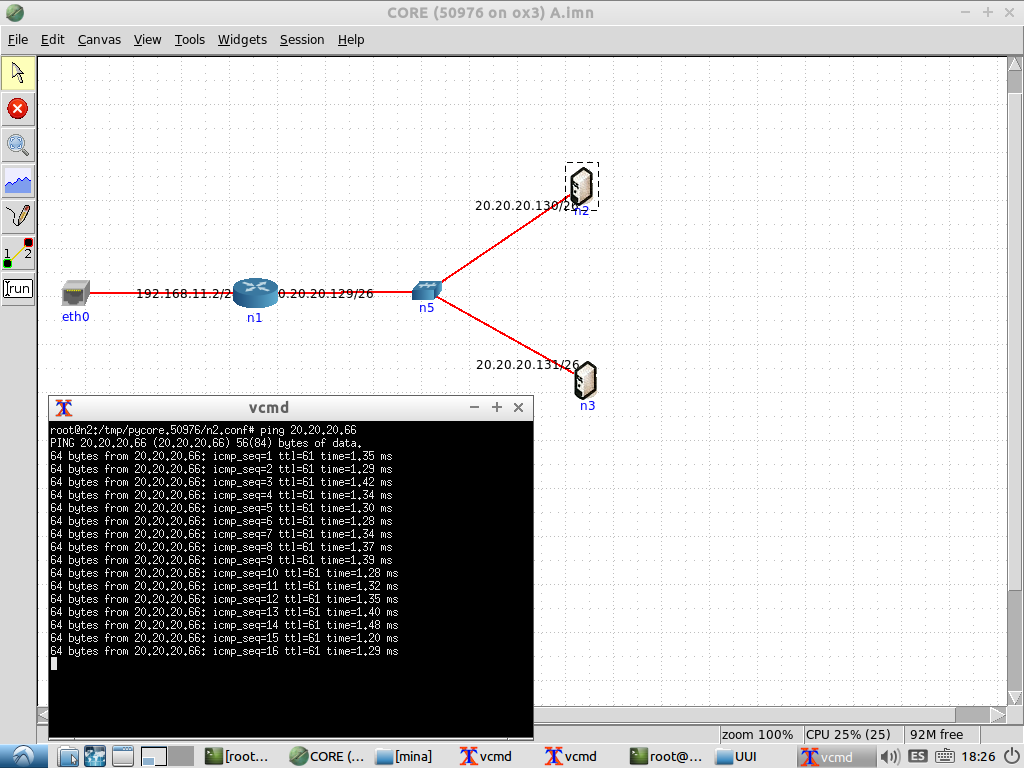 CORE (50976 on ox3) A.imn
File Edit Canvas View Tools Widgets Session Help
1 2
run
20.20.20.130/26
n2
192.168.11.2/2
0.20.20.129/26
eth0
n1
n5
20.20.20.131/26
n3
vcmd
root@n2:/tmp/pycore.50976/n2.conf# ping 20.20.20.66
PING 20.20.20.66 (20.20.20.66) 56(84) bytes of data.
64 bytes from 20.20.20.66: icmp_seq=1 ttl=61 time=1.35 ms
64 bytes from 20.20.20.66: icmp_seq=2 ttl=61 time=1.29 ms
64 bytes from 20.20.20.66: icmp_seq=3 ttl=61 time=1.42 ms
64 bytes from 20.20.20.66: icmp_seq=4 ttl=61 time=1.34 ms
64 bytes from 20.20.20.66: icmp_seq=5 ttl=61 time=1.30 ms
64 bytes from 20.20.20.66: icmp_seq=6 ttl=61 time=1.28 ms
64 bytes from 20.20.20.66: icmp_seq=7 ttl=61 time=1.34 ms
64 bytes from 20.20.20.66: icmp_seq=8 ttl=61 time=1.37 ms
64 bytes from 20.20.20.66: icmp_seq=9 ttl=61 time=1.39 ms
64 bytes from 20.20.20.66: icmp_seq=10 ttl=61 time=1.28 ms
64 bytes from 20.20.20.66: icmp_seq=11 ttl=61 time=1.32 ms
64 bytes from 20.20.20.66: icmp_seq=12 ttl=61 time=1.35 ms
64 bytes from 20.20.20.66: icmp_seq=13 ttl=61 time=1.40 ms
64 bytes from 20.20.20.66: icmp_seq=14 ttl=61 time=1.48 ms
64 bytes from 20.20.20.66: icmp_seq=15 ttl=61 time=1.20 ms
64 bytes from 20.20.20.66: icmp_seq=16 ttl=61 time=1.29 ms
zoom 100% CPU 25% (25) 92M free
[root... CORE (... [mina] vcmd vcmd root@... UUI vcmd ES 18:26